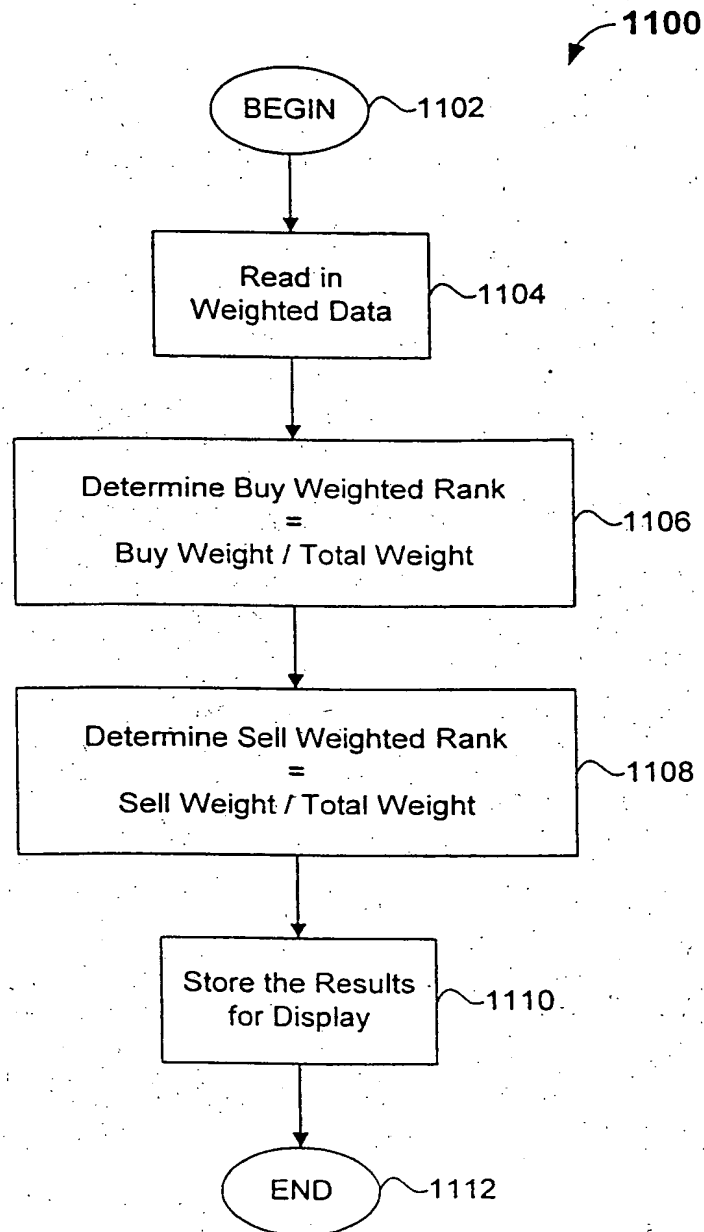 1100
BEGIN
1102
Read in
Weighted Data
1104
Determine Buy Weighted Rank
=
Buy Weight / Total Weight
1106
Determine Sell Weighted Rank
=
Sell Weight / Total Weight
1108
Store the Results
for Display
1110
END
1112